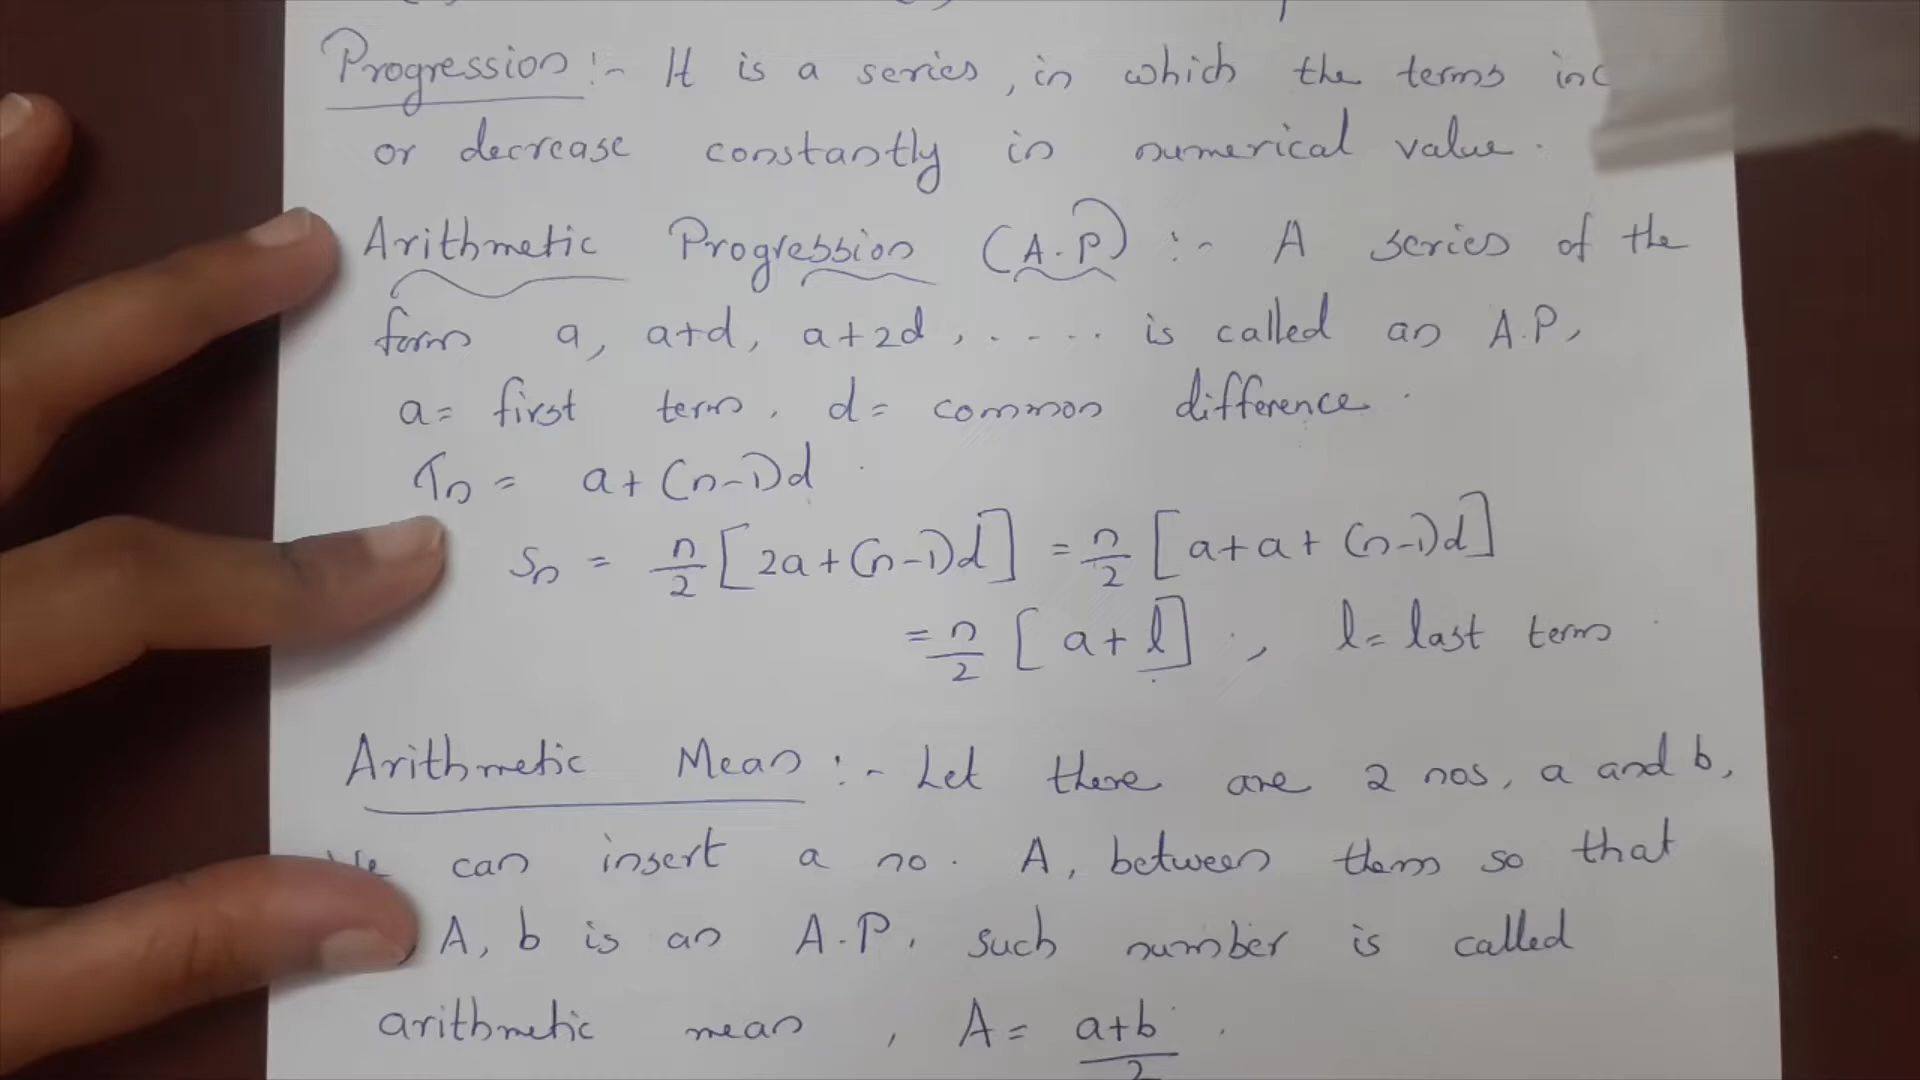 Progression :- It is a series, in which the terms inc
or decrease constantly in numerical value.
Arithmetic Progression (A.P) :- A series of the
form a, a+d, a+2d, ..... is called an A.P,
a= first term, d= common difference.
Tn = a+(n-1)d
Sn = n/2 [2a+(n-1)d] = n/2 [a+a+(n-1)d]
= n/2 [a+l], l= last term
Arithmetic Mean :- Let there are 2 nos, a and b,
can insert a no. A, between them so that
A, b is an A.P. such number is called
arithmetic mean, A= a+b/2.